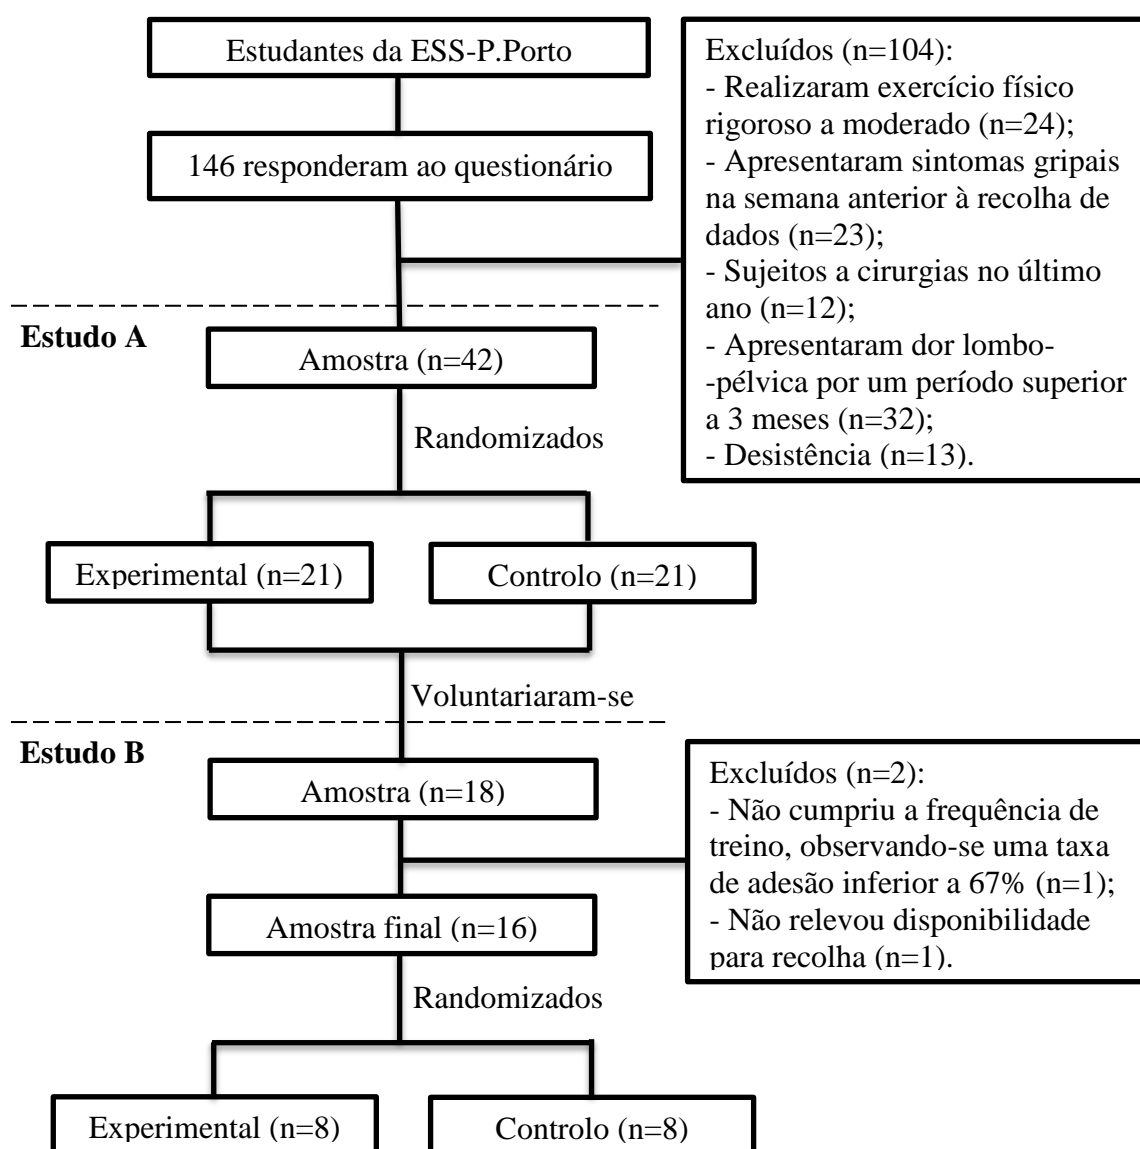 Estudantes da ESS-P.Porto
146 responderam ao questionário
Excluídos (n=104):
- Realizaram exercício físico
rigoroso a moderado (n=24);
- Apresentaram sintomas gripais
na semana anterior à recolha de
dados (n=23);
- Sujeitos a cirurgias no último
ano (n=12);
- Apresentaram dor lombo-
-pélvica por um período superior
a 3 meses (n=32);
- Desistência (n=13).
Estudo A
Amostra (n=42)
Randomizados
Experimental (n=21)
Controlo (n=21)
Voluntariaram-se
Estudo B
Amostra (n=18)
Excluídos (n=2):
- Não cumpriu a frequência de
treino, observando-se uma taxa
de adesão inferior a 67% (n=1);
- Não relevou disponibilidade
para recolha (n=1).
Amostra final (n=16)
Randomizados
Experimental (n=8)
Controlo (n=8)